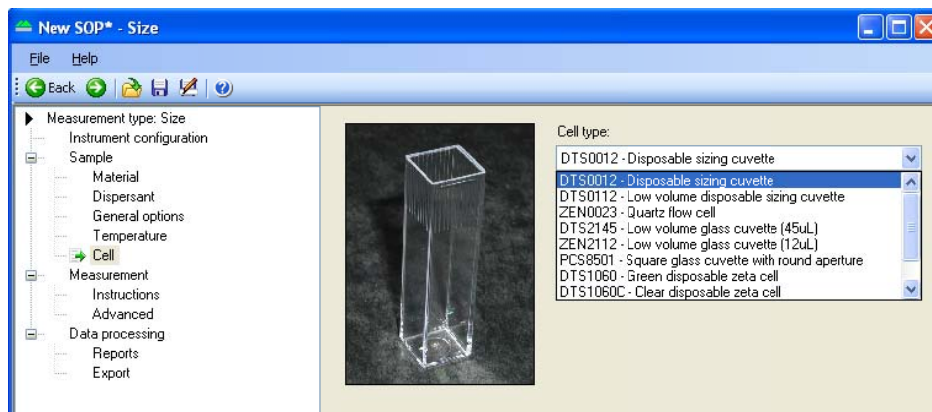 New SOP* - Size
File Help
Back
Measurement type: Size
Instrument configuration
Sample
Material
Dispersant
General options
Temperature
Cell
Measurement
Instructions
Advanced
Data processing
Reports
Export
Cell type:
DTS0012 - Disposable sizing cuvette
DTS0012 - Disposable sizing cuvette
DTS0112 - Low volume disposable sizing cuvette
ZEN0023 - Quartz flow cell
DTS2145 - Low volume glass cuvette (45uL)
ZEN2112 - Low volume glass cuvette (12uL)
PCS8501 - Square glass cuvette with round aperture
DTS1060 - Green disposable zeta cell
DTS1060C - Clear disposable zeta cell